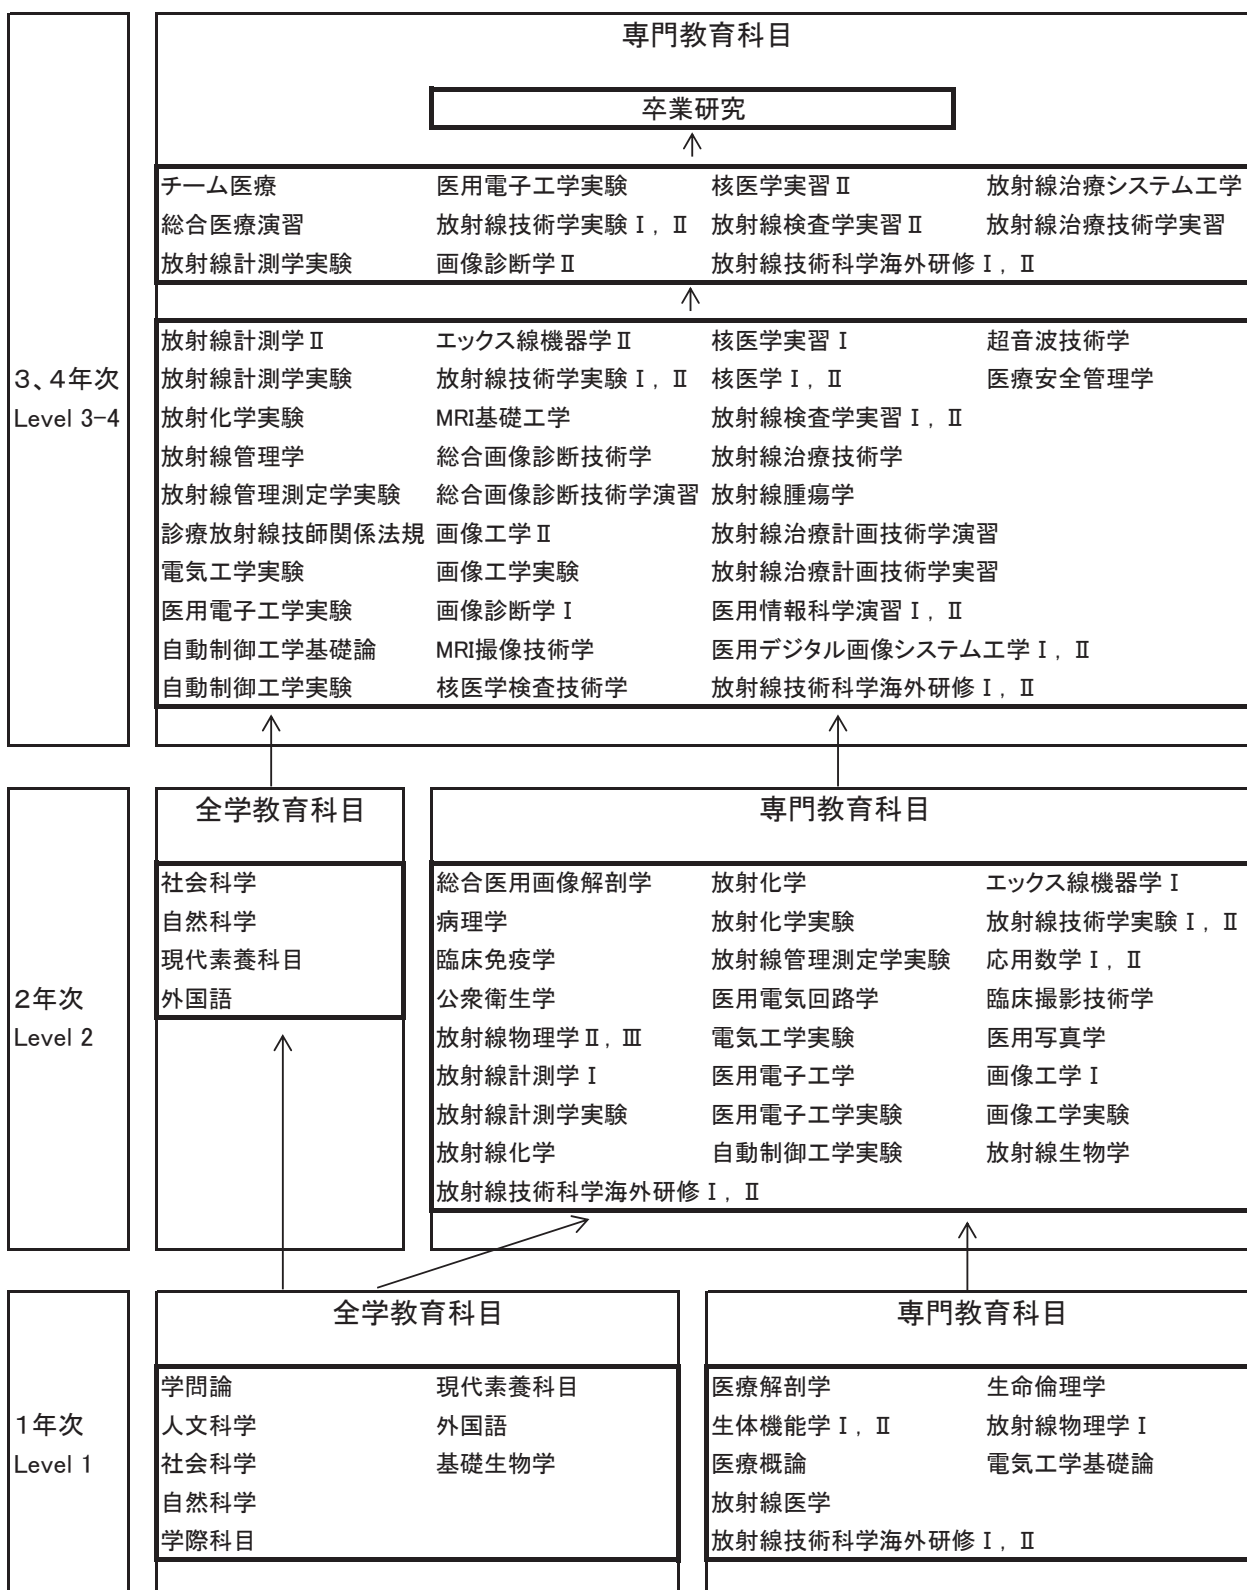 専門教育科目
卒業研究
チーム医療 医用電子工学実験 核医学実習Ⅱ 放射線治療システム工学
総合医療演習 放射線技術学実験Ⅰ, Ⅱ 放射線検査学実習Ⅱ 放射線治療技術学実習
放射線計測学実験 画像診断学Ⅱ 放射線技術科学海外研修Ⅰ, Ⅱ
3、4年次
Level 3-4
放射線計測学Ⅱ エックス線機器学Ⅱ 核医学実習Ⅰ 超音波技術学
放射線計測学実験 放射線技術学実験Ⅰ, Ⅱ 核医学Ⅰ, Ⅱ 医療安全管理学
放射化学実験 MRI基礎工学 放射線検査学実習Ⅰ, Ⅱ
放射線管理学 総合画像診断技術学 放射線治療技術学
放射線管理測定学実験 総合画像診断技術学演習 放射線腫瘍学
診療放射線技師関係法規 画像工学Ⅱ 放射線治療計画技術学演習
電気工学実験 画像工学実験 放射線治療計画技術学実習
医用電子工学実験 画像診断学Ⅰ 医用情報科学演習Ⅰ, Ⅱ
自動制御工学基礎論 MRI撮像技術学 医用デジタル画像システム工学Ⅰ, Ⅱ
自動制御工学実験 核医学検査技術学 放射線技術科学海外研修Ⅰ, Ⅱ
2年次
Level 2
全学教育科目
社会科学
自然科学
現代素養科目
外国語
専門教育科目
総合医用画像解剖学 放射化学 エックス線機器学Ⅰ
病理学 放射化学実験 放射線技術学実験Ⅰ, Ⅱ
臨床免疫学 放射線管理測定学実験 応用数学Ⅰ, Ⅱ
公衆衛生学 医用電気回路学 臨床撮影技術学
放射線物理学Ⅱ, Ⅲ 電気工学実験 医用写真学
放射線計測学Ⅰ 医用電子工学 画像工学Ⅰ
放射線計測学実験 医用電子工学実験 画像工学実験
放射線化学 自動制御工学実験 放射線生物学
放射線技術科学海外研修Ⅰ, Ⅱ
1年次
Level 1
全学教育科目
学問論 現代素養科目
人文科学 外国語
社会科学 基礎生物学
自然科学
学際科目
専門教育科目
医療解剖学 生命倫理学
生体機能学Ⅰ, Ⅱ 放射線物理学Ⅰ
医療概論 電気工学基礎論
放射線医学
放射線技術科学海外研修Ⅰ, Ⅱ